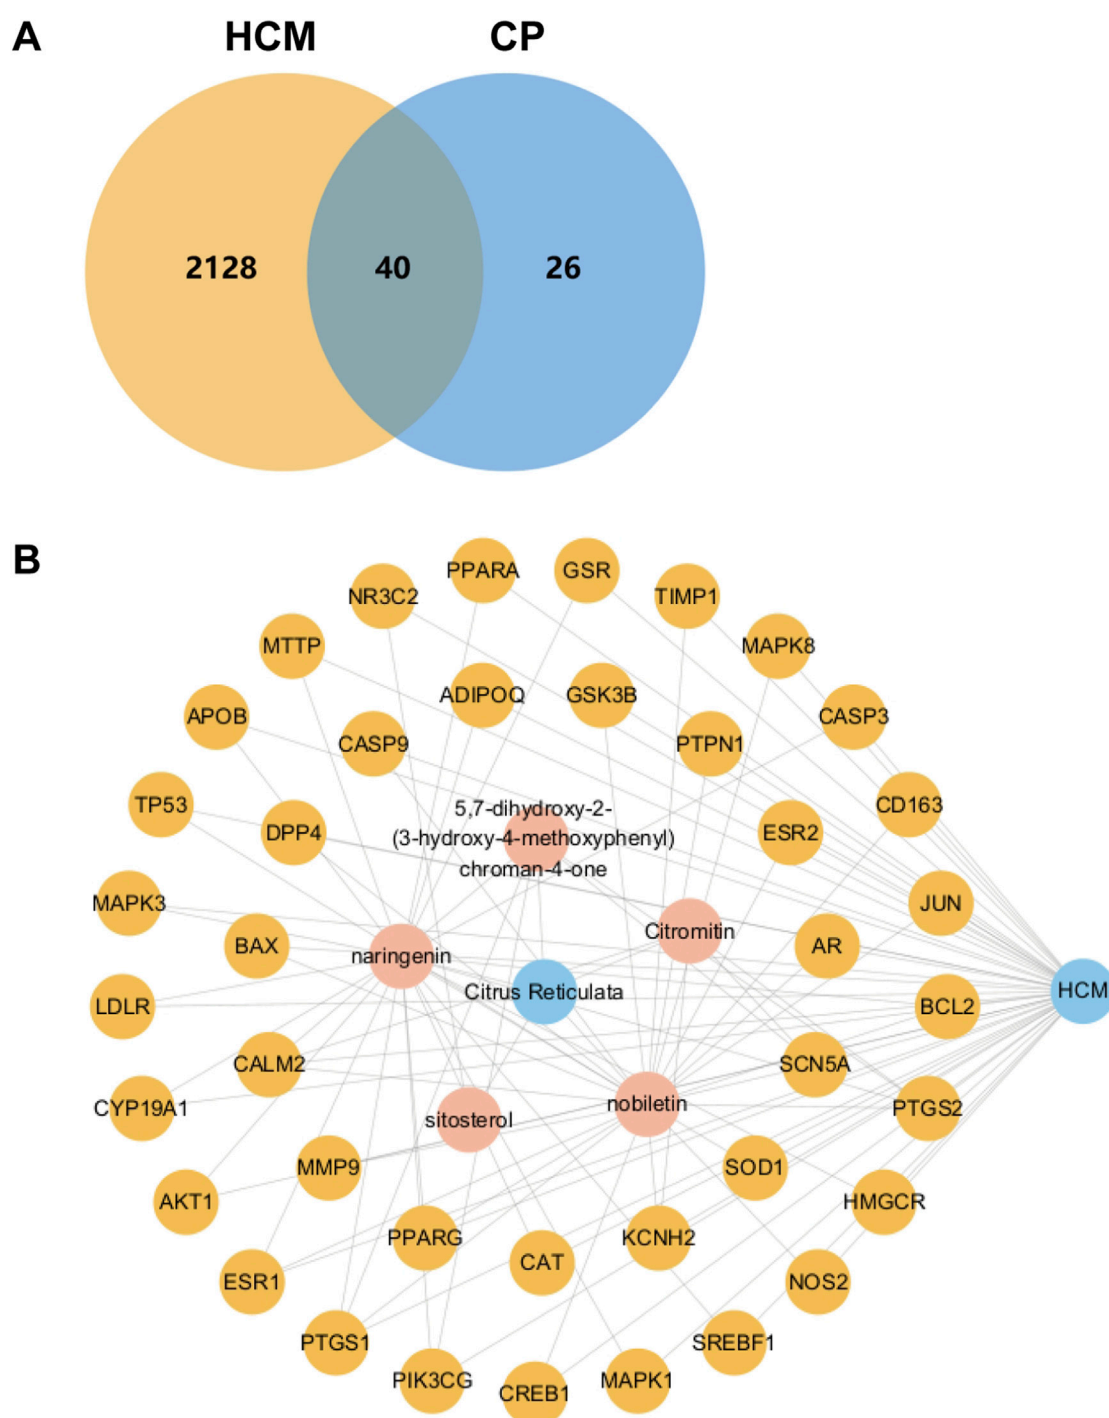 A
HCM
CP
2128
40
26
B
PPARA
GSR
NR3C2
TIMP1
MTTP
MAPK8
ADIPOQ
GSK3B
APOB
CASP3
CASP9
PTPN1
TP53
CD163
5,7-dihydroxy-2-
(3-hydroxy-4-methoxyphenyl)
chroman-4-one
DPP4
ESR2
MAPK3
JUN
Citromitin
BAX
AR
naringenin
Citrus Reticulata
HCM
LDLR
BCL2
CALM2
SCN5A
CYP19A1
nobiletin
PTGS2
sitosterol
MMP9
SOD1
AKT1
HMGCR
PPARG
KCNH2
CAT
ESR1
NOS2
PTGS1
SREBF1
PIK3CG
MAPK1
CREB1